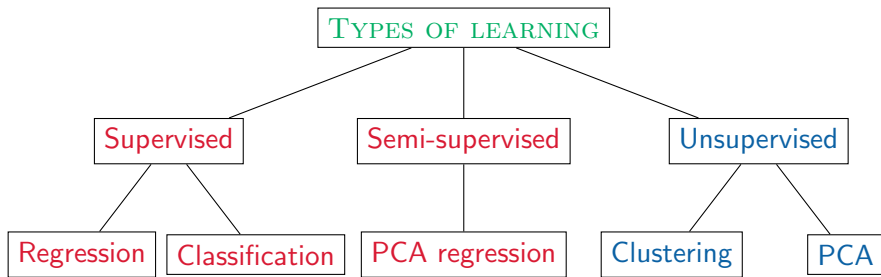 TYPES OF LEARNING
Supervised
Semi-supervised
Unsupervised
Regression
Classification
PCA regression
Clustering
PCA